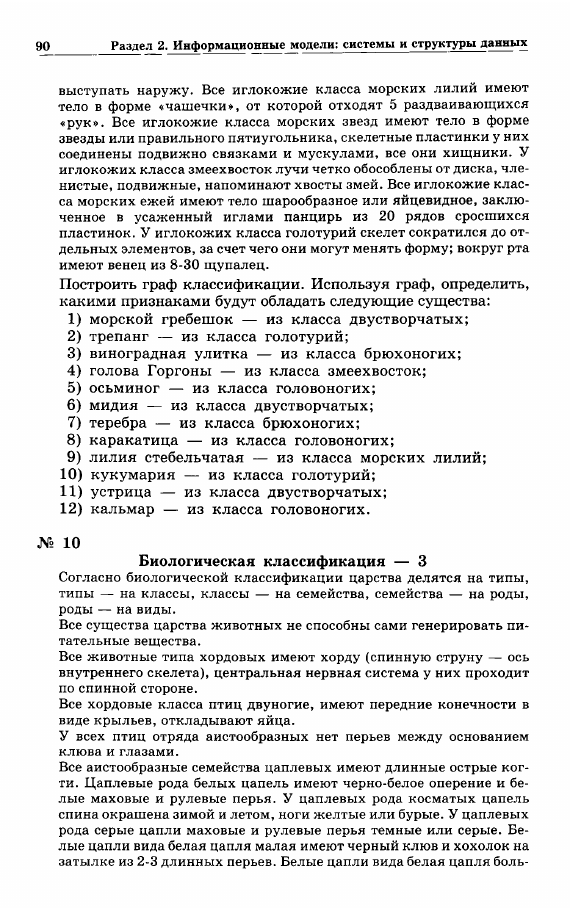 90 Раздел 2. Информационные модели: системы и структуры данных
выступать наружу. Все иглокожие класса морских лилий имеют
тело в форме «чашечки», от которой отходят 5 раздваивающихся
«рук». Все иглокожие класса морских звезд имеют тело в форме
звезды или правильного пятиугольника, скелетные пластинки у них
соединены подвижно связками и мускулами, все они хищники. У
иглокожих класса змеехвосток лучи четко обособлены от диска, чле-
нистые, подвижные, напоминают хвосты змей. Все иглокожие клас-
са морских ежей имеют тело шарообразное или яйцевидное, заклю-
ченное в усаженный иглами панцирь из 20 рядов сросшихся
пластинок. У иглокожих класса голотурий скелет сократился до от-
дельных элементов, за счет чего они могут менять форму; вокруг рта
имеют венец из 8-30 щупалец.
Построить граф классификации. Используя граф, определить,
какими признаками будут обладать следующие существа:
1) морской гребешок — из класса двустворчатых;
2) трепанг — из класса голотурий;
3) виноградная улитка — из класса брюхоногих;
4) голова Горгоны — из класса змеехвосток;
5) осьминог — из класса головоногих;
6) мидия — из класса двустворчатых;
7) теребра — из класса брюхоногих;
8) каракатица — из класса головоногих;
9) лилия стебельчатая — из класса морских лилий;
10) кукумария — из класса голотурий;
11) устрица — из класса двустворчатых;
12) кальмар — из класса головоногих.
№ 10
Биологическая классификация — 3
Согласно биологической классификации царства делятся на типы,
типы — на классы, классы — на семейства, семейства — на роды,
роды — на виды.
Все существа царства животных не способны сами генерировать пи-
тательные вещества.
Все животные типа хордовых имеют хорду (спинную струну — ось
внутреннего скелета), центральная нервная система у них проходит
по спинной стороне.
Все хордовые класса птиц двуногие, имеют передние конечности в
виде крыльев, откладывают яйца.
У всех птиц отряда аистообразных нет перьев между основанием
клюва и глазами.
Все аистообразные семейства цаплевых имеют длинные острые ког-
ти. Цаплевые рода белых цапель имеют черно-белое оперение и бе-
лые маховые и рулевые перья. У цаплевых рода косматых цапель
спина окрашена зимой и летом, ноги желтые или бурые. У цаплевых
рода серые цапли маховые и рулевые перья темные или серые. Бе-
лые цапли вида белая цапля малая имеют черный клюв и хохолок на
затылке из 2-3 длинных перьев. Белые цапли вида белая цапля боль-